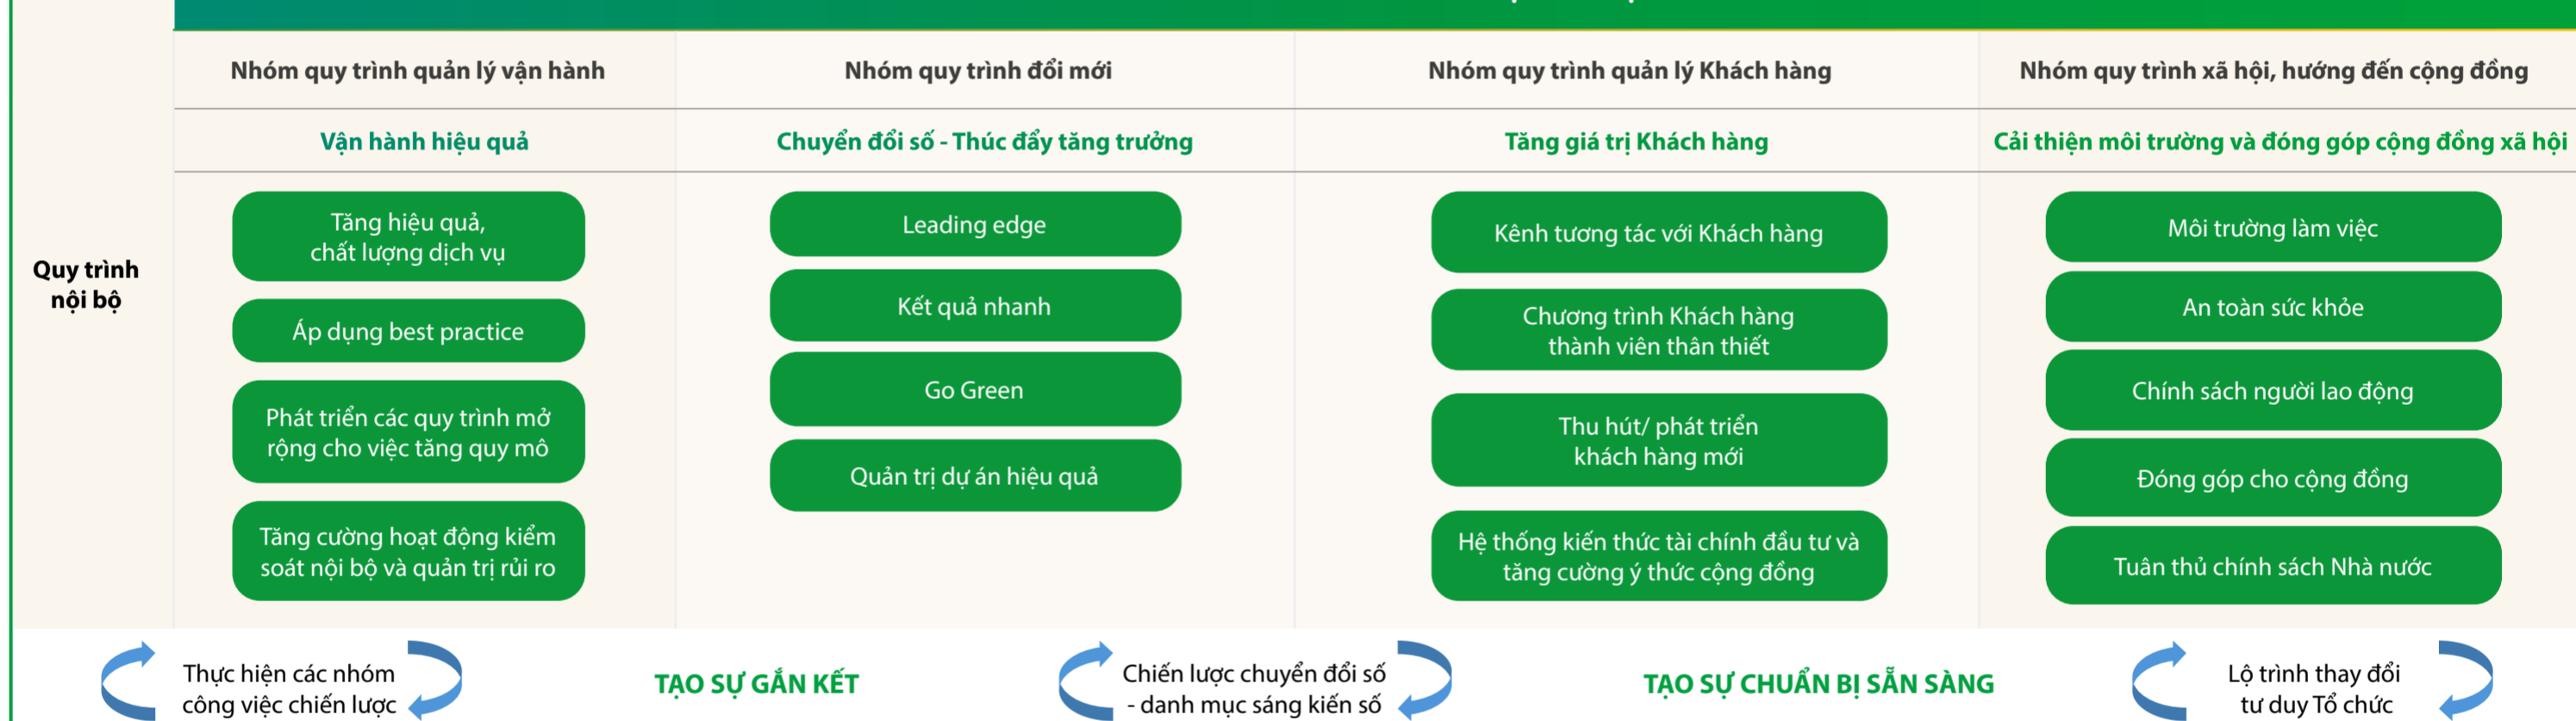 Quy trình
nội bộ
Nhóm quy trình quản lý vận hành
Vận hành hiệu quả
Tăng hiệu quả,
chất lượng dịch vụ
Áp dụng best practice
Phát triển các quy trình mở
rộng cho việc tăng quy mô
Tăng cường hoạt động kiểm
soát nội bộ và quản trị rủi ro
Nhóm quy trình đổi mới
Chuyển đổi số - Thúc đẩy tăng trưởng
Leading edge
Kết quả nhanh
Go Green
Quản trị dự án hiệu quả
Nhóm quy trình quản lý Khách hàng
Tăng giá trị Khách hàng
Kênh tương tác với Khách hàng
Chương trình Khách hàng
thành viên thân thiết
Thu hút/ phát triển
khách hàng mới
Hệ thống kiến thức tài chính đầu tư và
tăng cường ý thức cộng đồng
Nhóm quy trình xã hội, hướng đến cộng đồng
Cải thiện môi trường và đóng góp cộng đồng xã hội
Môi trường làm việc
An toàn sức khỏe
Chính sách người lao động
Đóng góp cho cộng đồng
Tuân thủ chính sách Nhà nước
Thực hiện các nhóm
công việc chiến lược
TẠO SỰ GẮN KẾT
Chiến lược chuyển đổi số
- danh mục sáng kiến số
TẠO SỰ CHUẨN BỊ SẴN SÀNG
Lộ trình thay đổi
tư duy Tổ chức